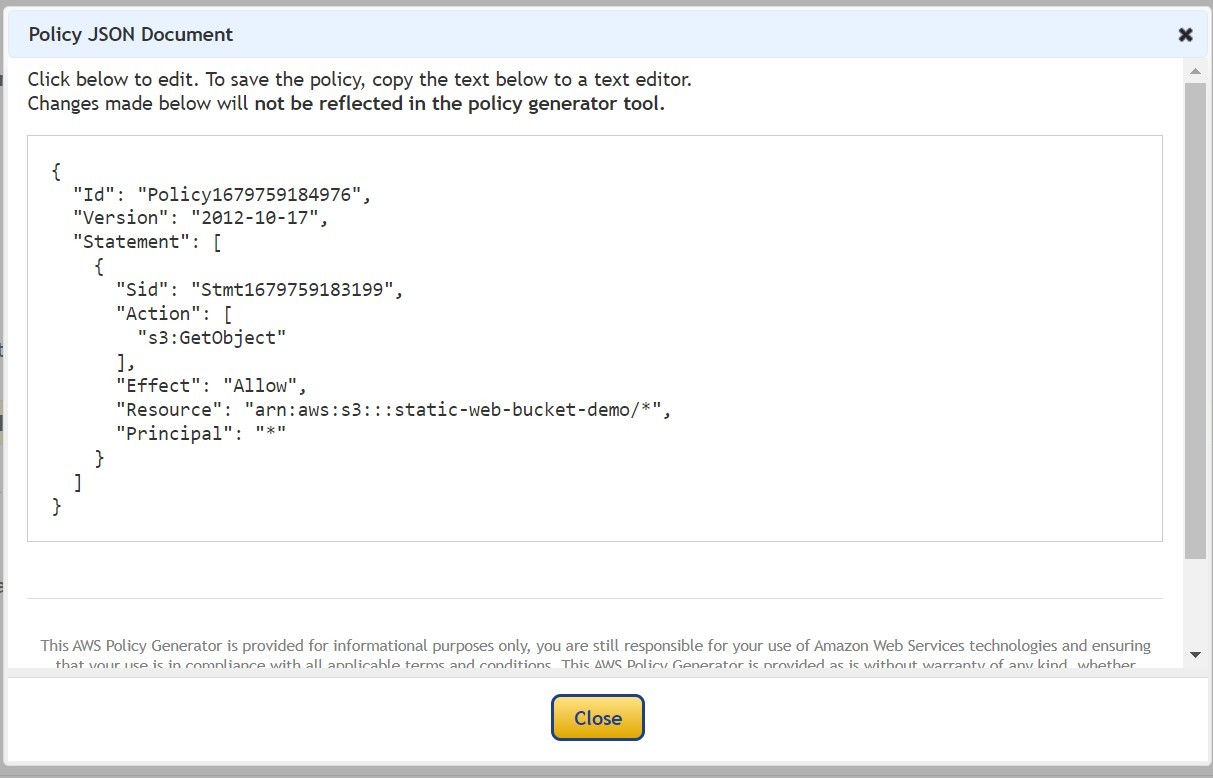 Policy JSON Document
Click below to edit. To save the policy, copy the text below to a text editor.
Changes made below will not be reflected in the policy generator tool.
{
  "Id": "Policy1679759184976",
  "Version": "2012-10-17",
  "Statement": [
    {
      "Sid": "Stmt1679759183199",
      "Action": [
        "s3:GetObject"
      ],
      "Effect": "Allow",
      "Resource": "arn:aws:s3:::static-web-bucket-demo/*",
      "Principal": "*"
    }
  ]
}
This AWS Policy Generator is provided for informational purposes only, you are still responsible for your use of Amazon Web Services technologies and ensuring
that your use is in compliance with all applicable terms and conditions. This AWS Policy Generator is provided as is without warranty of any kind, whether
Close